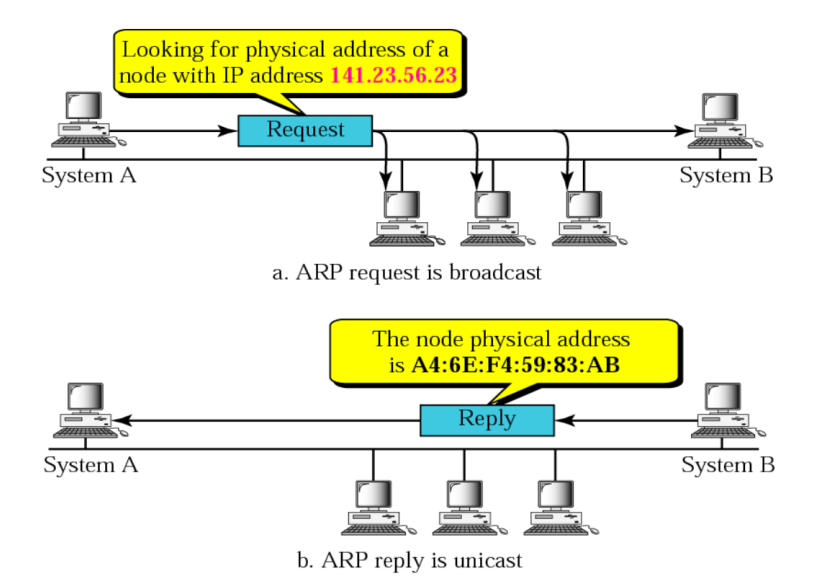 Looking for physical address of a
node with IP address 141.23.56.23
Request
System A
System B
a. ARP request is broadcast
The node physical address
is A4:6E:F4:59:83:AB
Reply
System A
System B
b. ARP reply is unicast